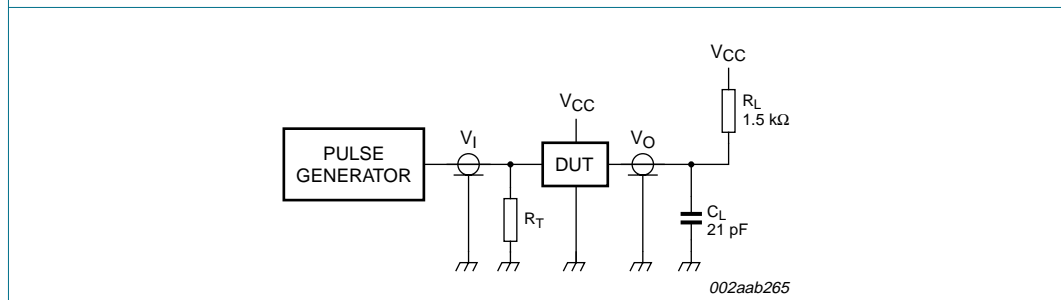 VCC
RL
1.5 kΩ
VCC
VI
VO
PULSE
GENERATOR
DUT
RT
CL
21 pF
002aab265